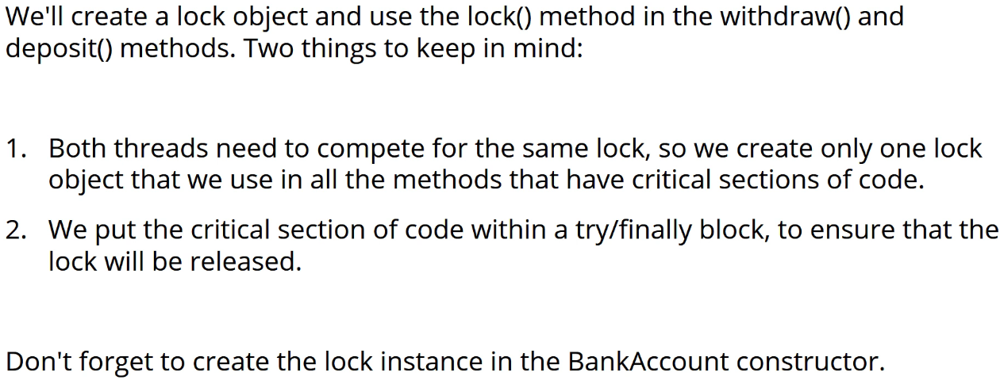 We'll create a lock object and use the lock() method in the withdraw() and
deposit() methods. Two things to keep in mind:
1. Both threads need to compete for the same lock, so we create only one lock
object that we use in all the methods that have critical sections of code.
2. We put the critical section of code within a try/finally block, to ensure that the
lock will be released.
Don't forget to create the lock instance in the BankAccount constructor.